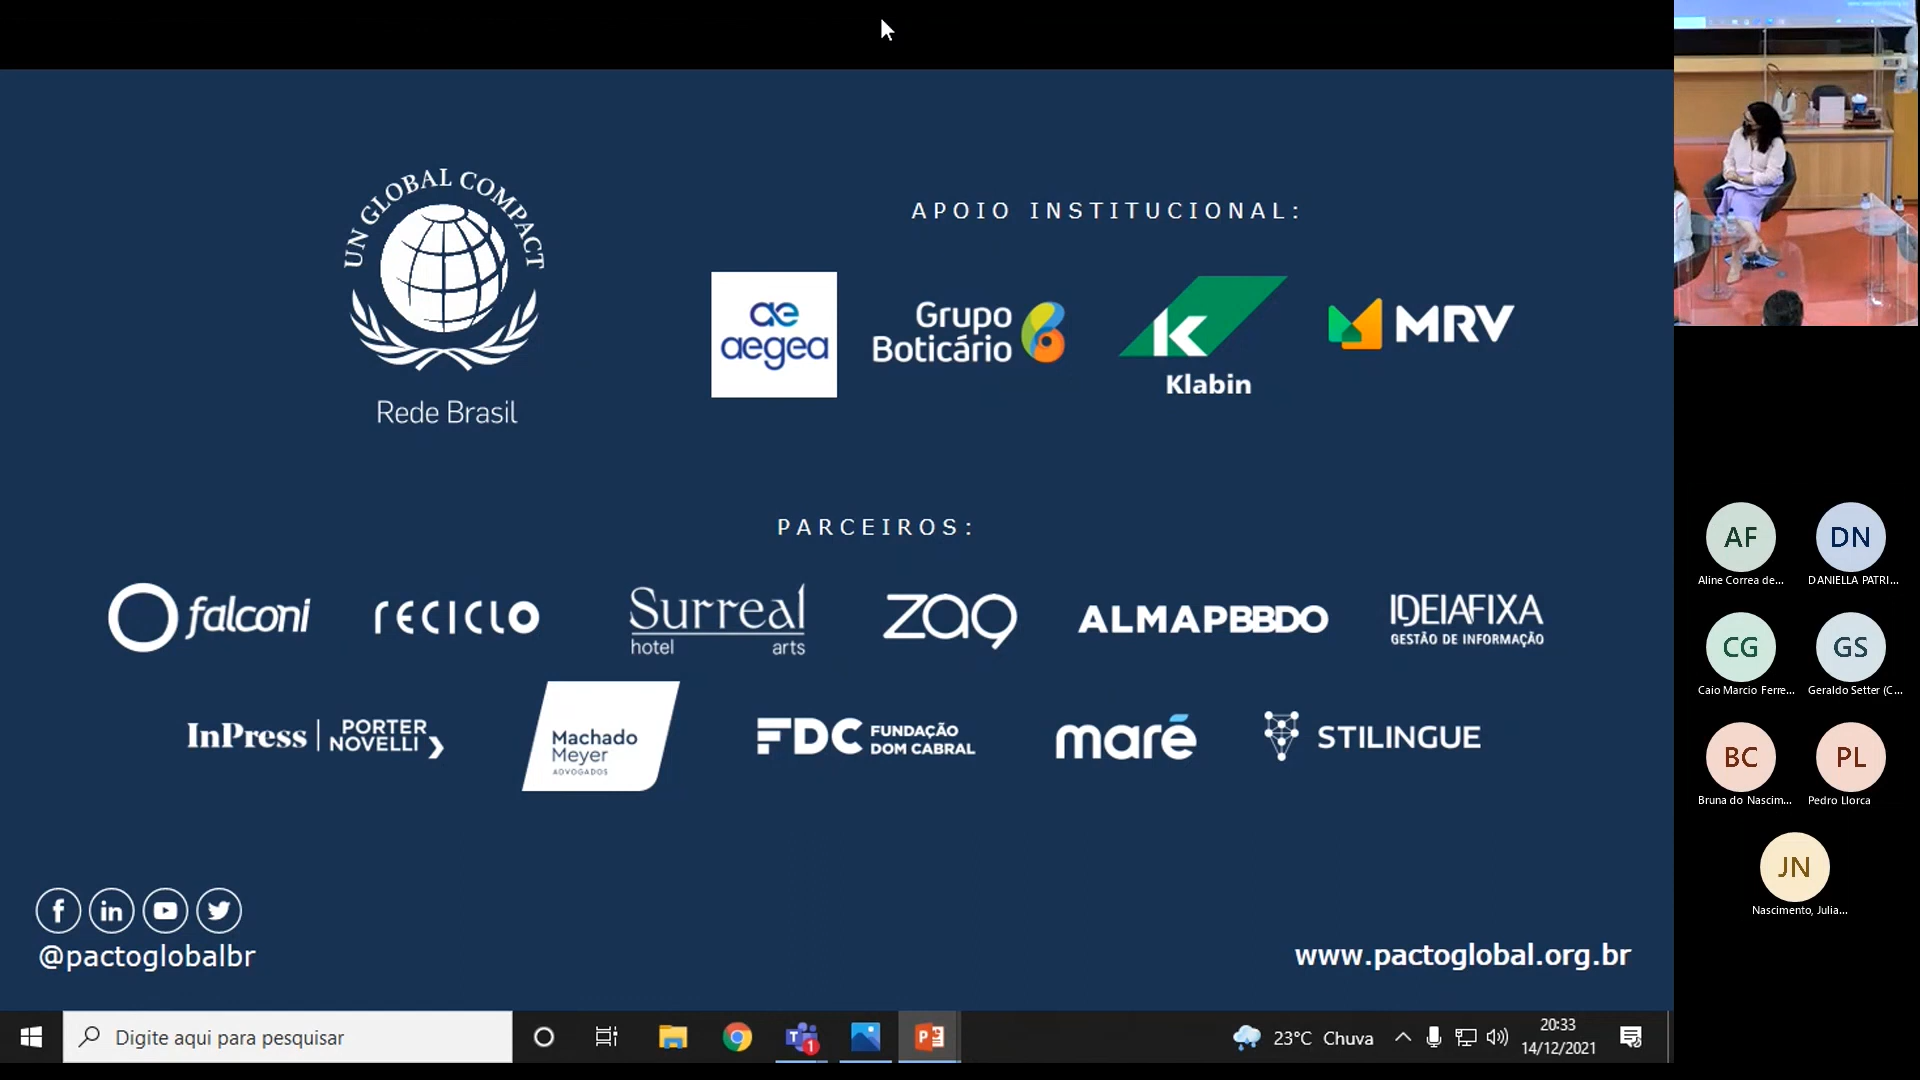 UN GLOBAL COMPACT
Rede Brasil
APOIO INSTITUCIONAL:
ae
aegea
Grupo
Boticário
K
Klabin
MRV
PARCEIROS:
falconi
RECICLO
Surreal
hotel arts
zag
ALMAPBBDO
IDEIAFIXA
GESTÃO DE INFORMAÇÃO
InPress
PORTER
NOVELLI
Machado
Meyer
ADVOGADOS
FDC
FUNDAÇÃO
DOM CABRAL
maré
STILINGUE
@pactoglobalbr
www.pactoglobal.org.br
AF
Aline Correa de...
DN
DANIELLA PATRI...
CG
Caio Marcio Ferre...
GS
Geraldo Setter (C...
BC
Bruna do Nascim...
PL
Pedro Llorca
JN
Nascimento, Julia...
Digite aqui para pesquisar
1
23°C Chuva
20:33
14/12/2021